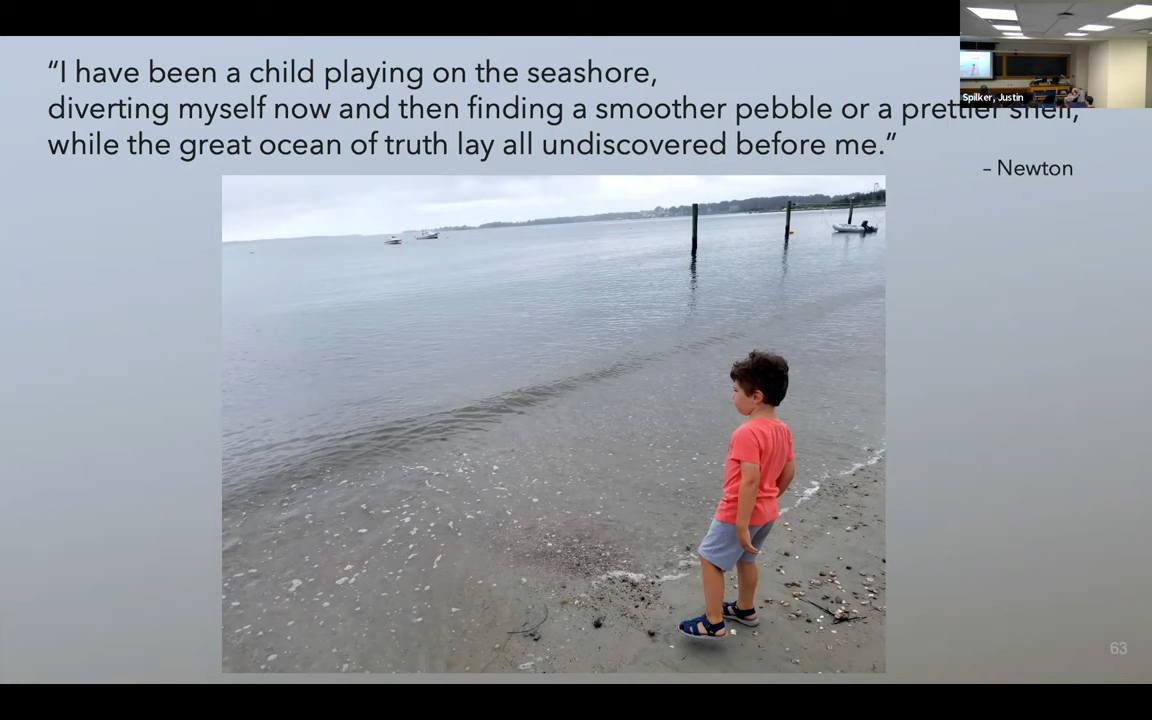 “I have been a child playing on the seashore,
diverting myself now and then finding a smoother pebble or a prettier shell,
while the great ocean of truth lay all undiscovered before me.”
– Newton
Spilker, Justin
63